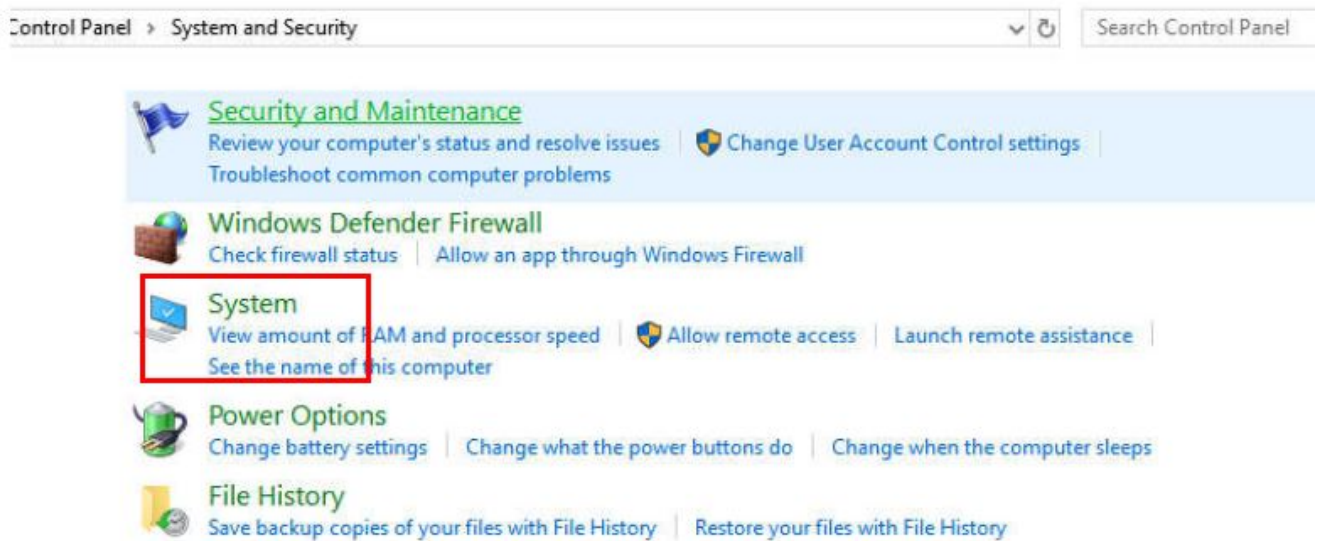 Control Panel > System and Security
Search Control Panel
Security and Maintenance
Review your computer's status and resolve issues | Change User Account Control settings |
Troubleshoot common computer problems
Windows Defender Firewall
Check firewall status | Allow an app through Windows Firewall
System
View amount of RAM and processor speed | Allow remote access | Launch remote assistance |
See the name of this computer
Power Options
Change battery settings | Change what the power buttons do | Change when the computer sleeps
File History
Save backup copies of your files with File History | Restore your files with File History